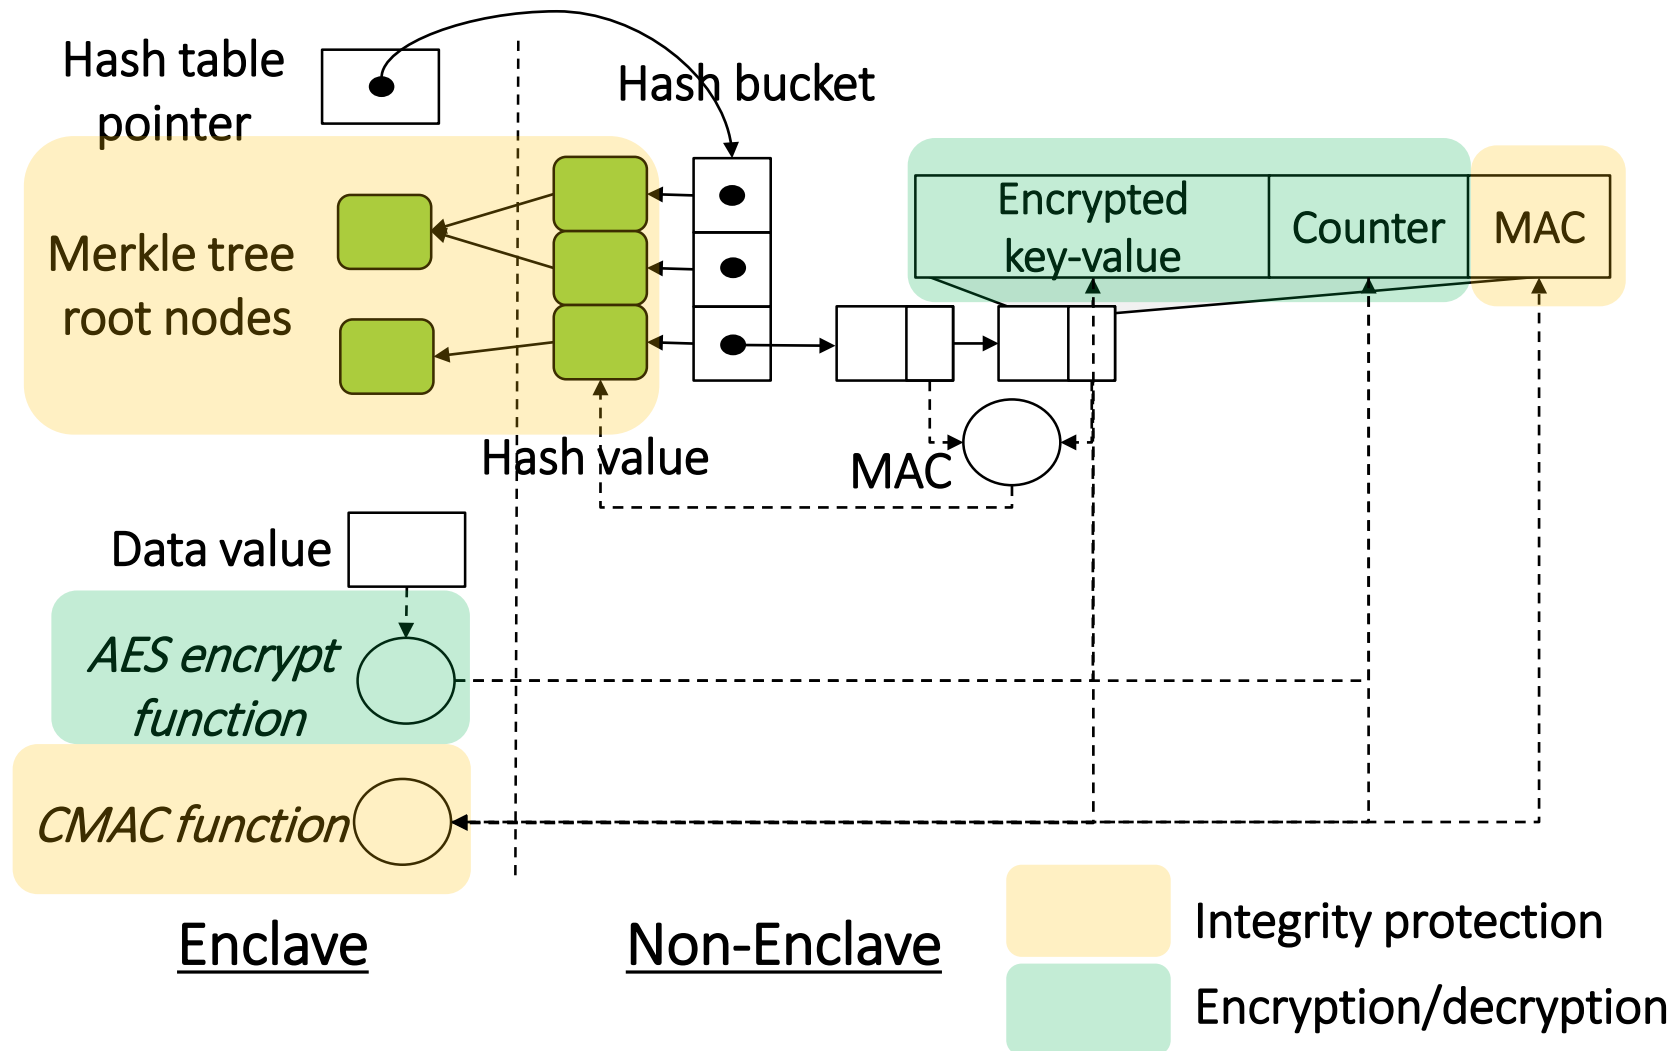 Hash table
pointer
Hash bucket
Merkle tree
root nodes
Encrypted
key-value
Counter
MAC
Hash value
MAC
Data value
AES encrypt
function
CMAC function
Enclave
Non-Enclave
Integrity protection
Encryption/decryption